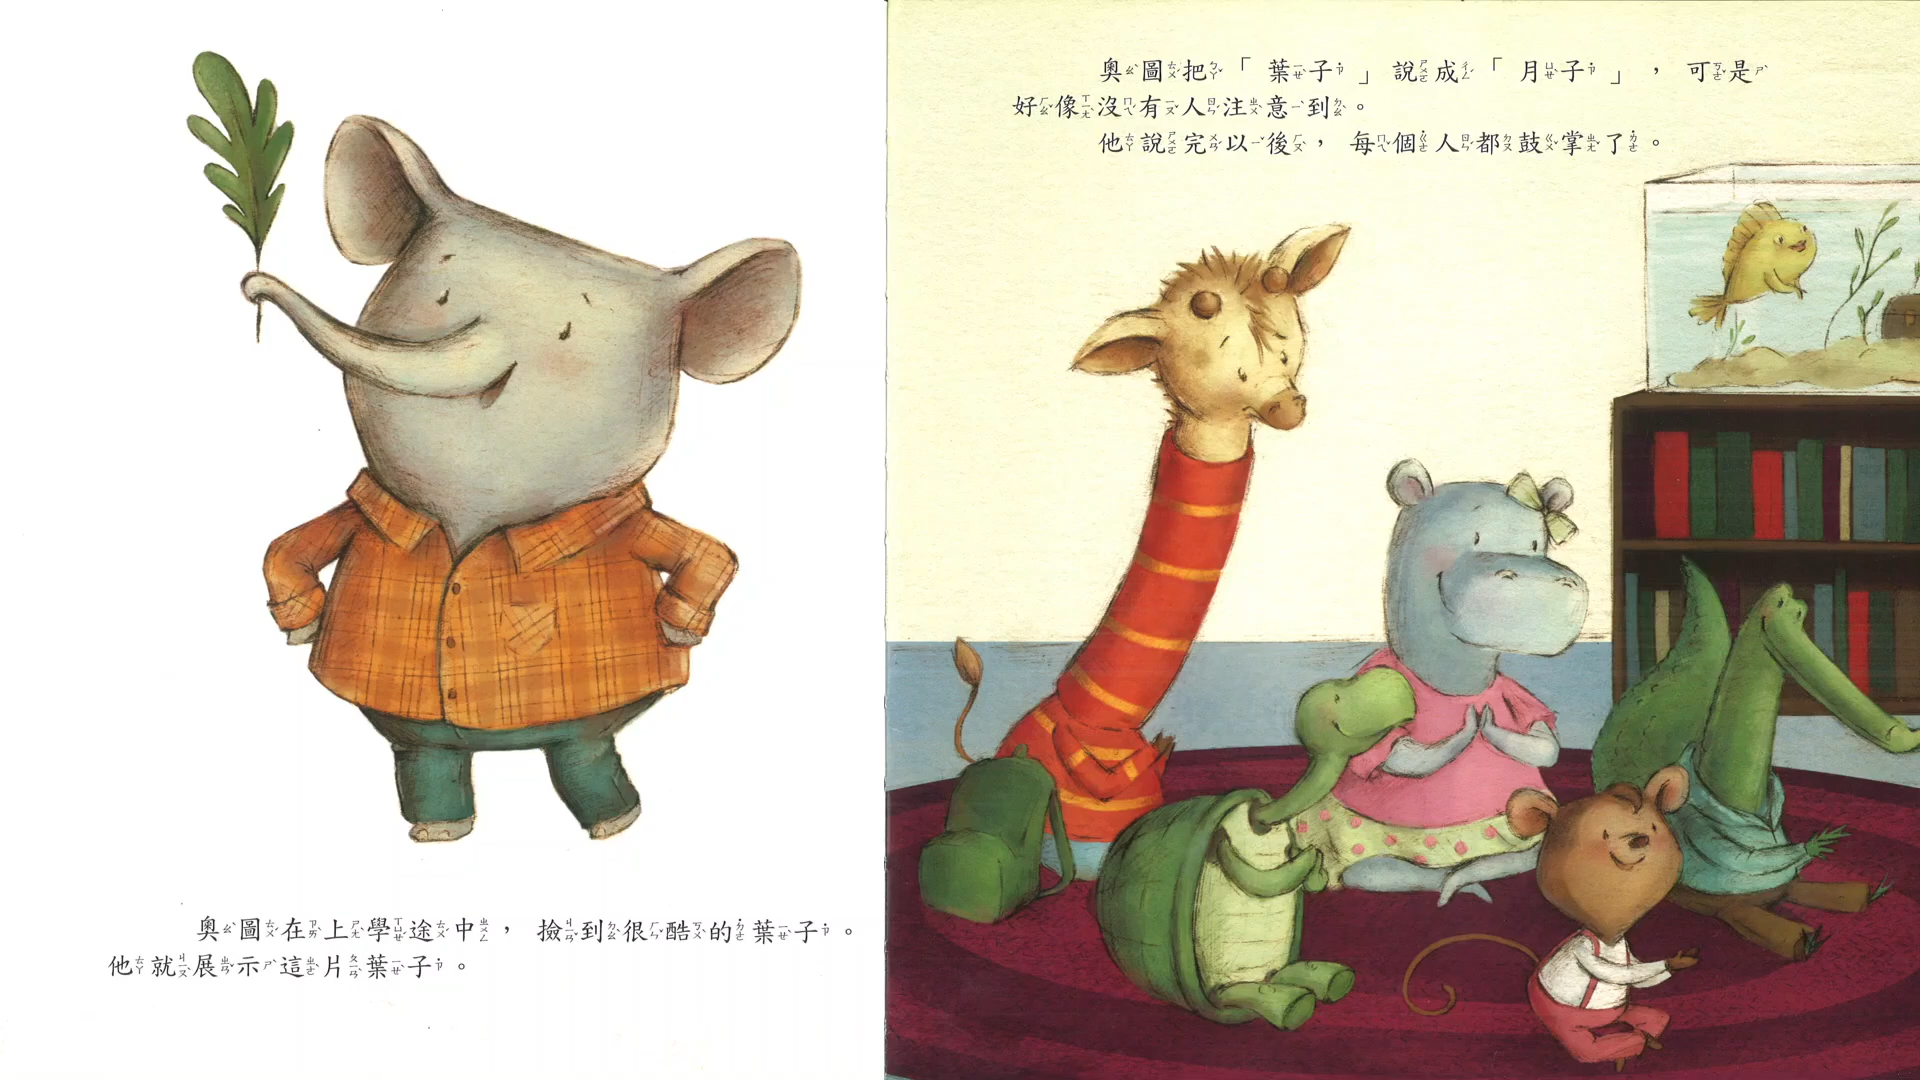 奧圖在上學途中，撿到很酷的葉子。
他就展示這片葉子。
奧圖把「葉子」說成「月子」，可是
好像沒有人注意到。
他說完以後，每個人都鼓掌了。